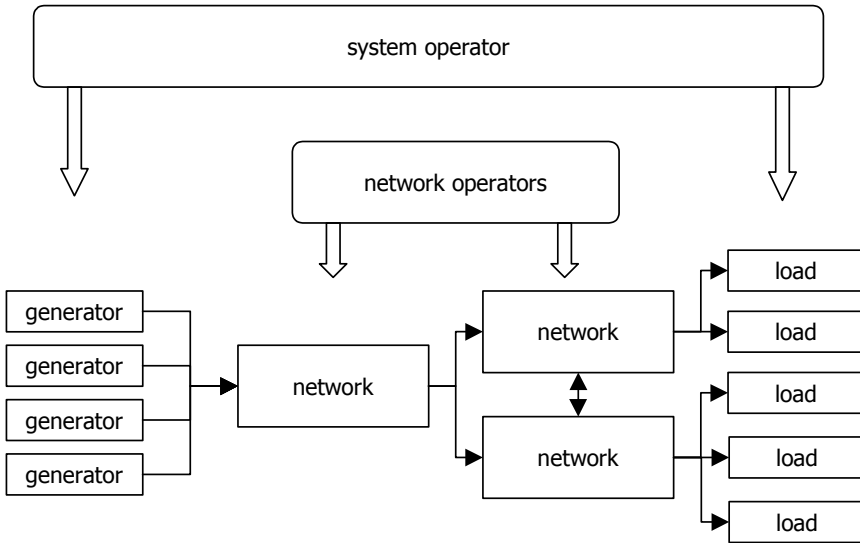 system operator
network operators
generator
generator
generator
generator
network
network
network
load
load
load
load
load